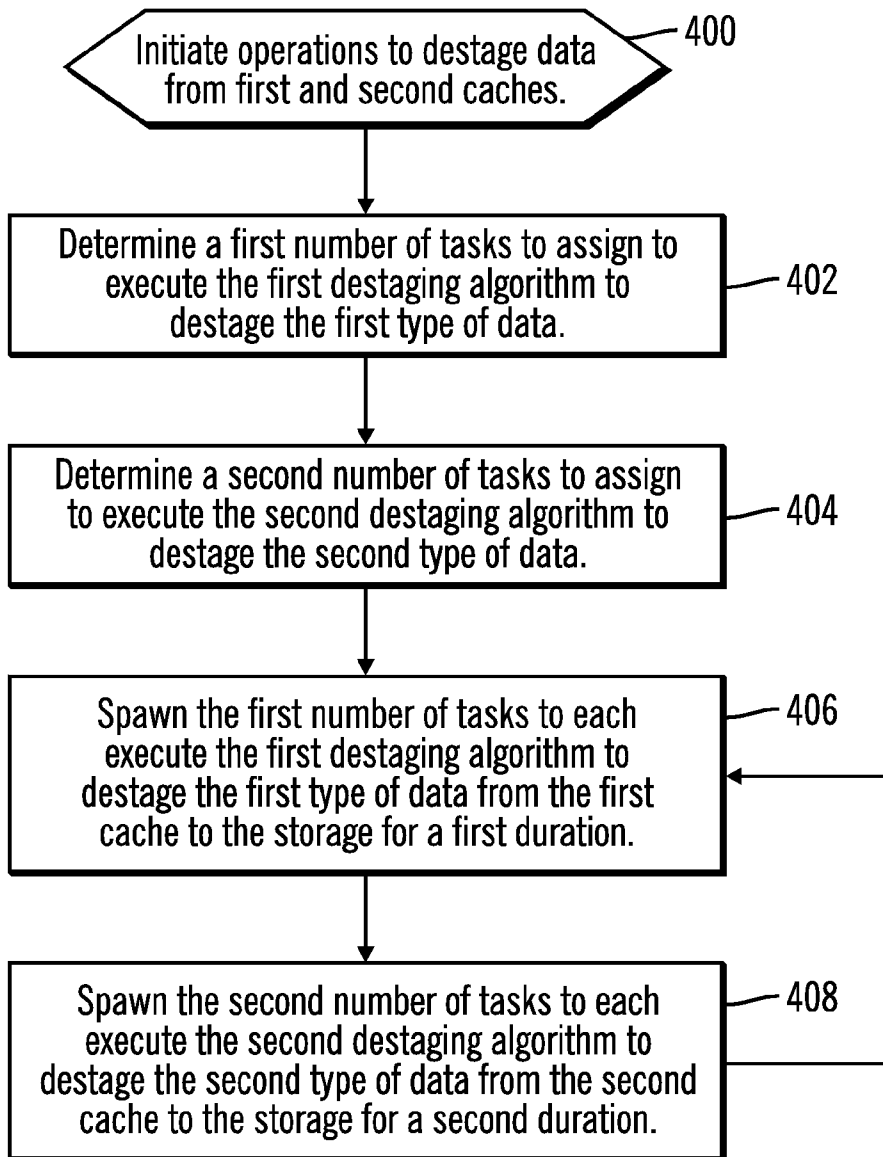 Initiate operations to destage data
from first and second caches.
400
Determine a first number of tasks to assign to
execute the first destaging algorithm to
destage the first type of data.
402
Determine a second number of tasks to assign
to execute the second destaging algorithm to
destage the second type of data.
404
Spawn the first number of tasks to each
execute the first destaging algorithm to
destage the first type of data from the first
cache to the storage for a first duration.
406
Spawn the second number of tasks to each
execute the second destaging algorithm to
destage the second type of data from the second
cache to the storage for a second duration.
408